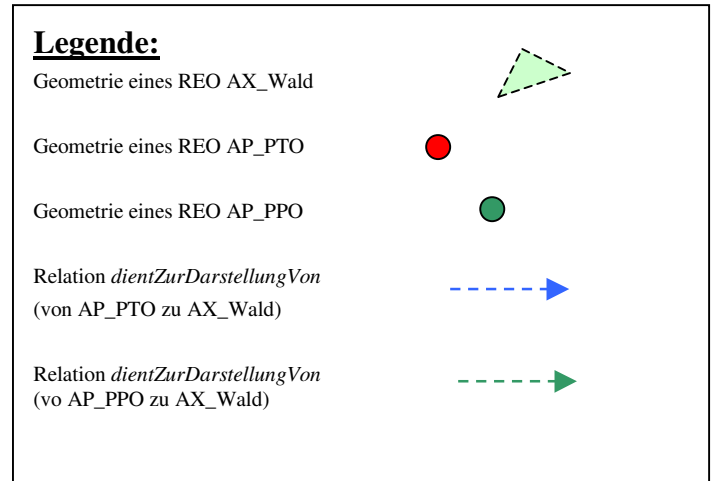 Legende:
Geometrie eines REO AX_Wald
Geometrie eines REO AP_PTO
Geometrie eines REO AP_PPO
Relation dientZurDarstellungVon
(von AP_PTO zu AX_Wald)
Relation dientZurDarstellungVon
(vo AP_PPO zu AX_Wald)